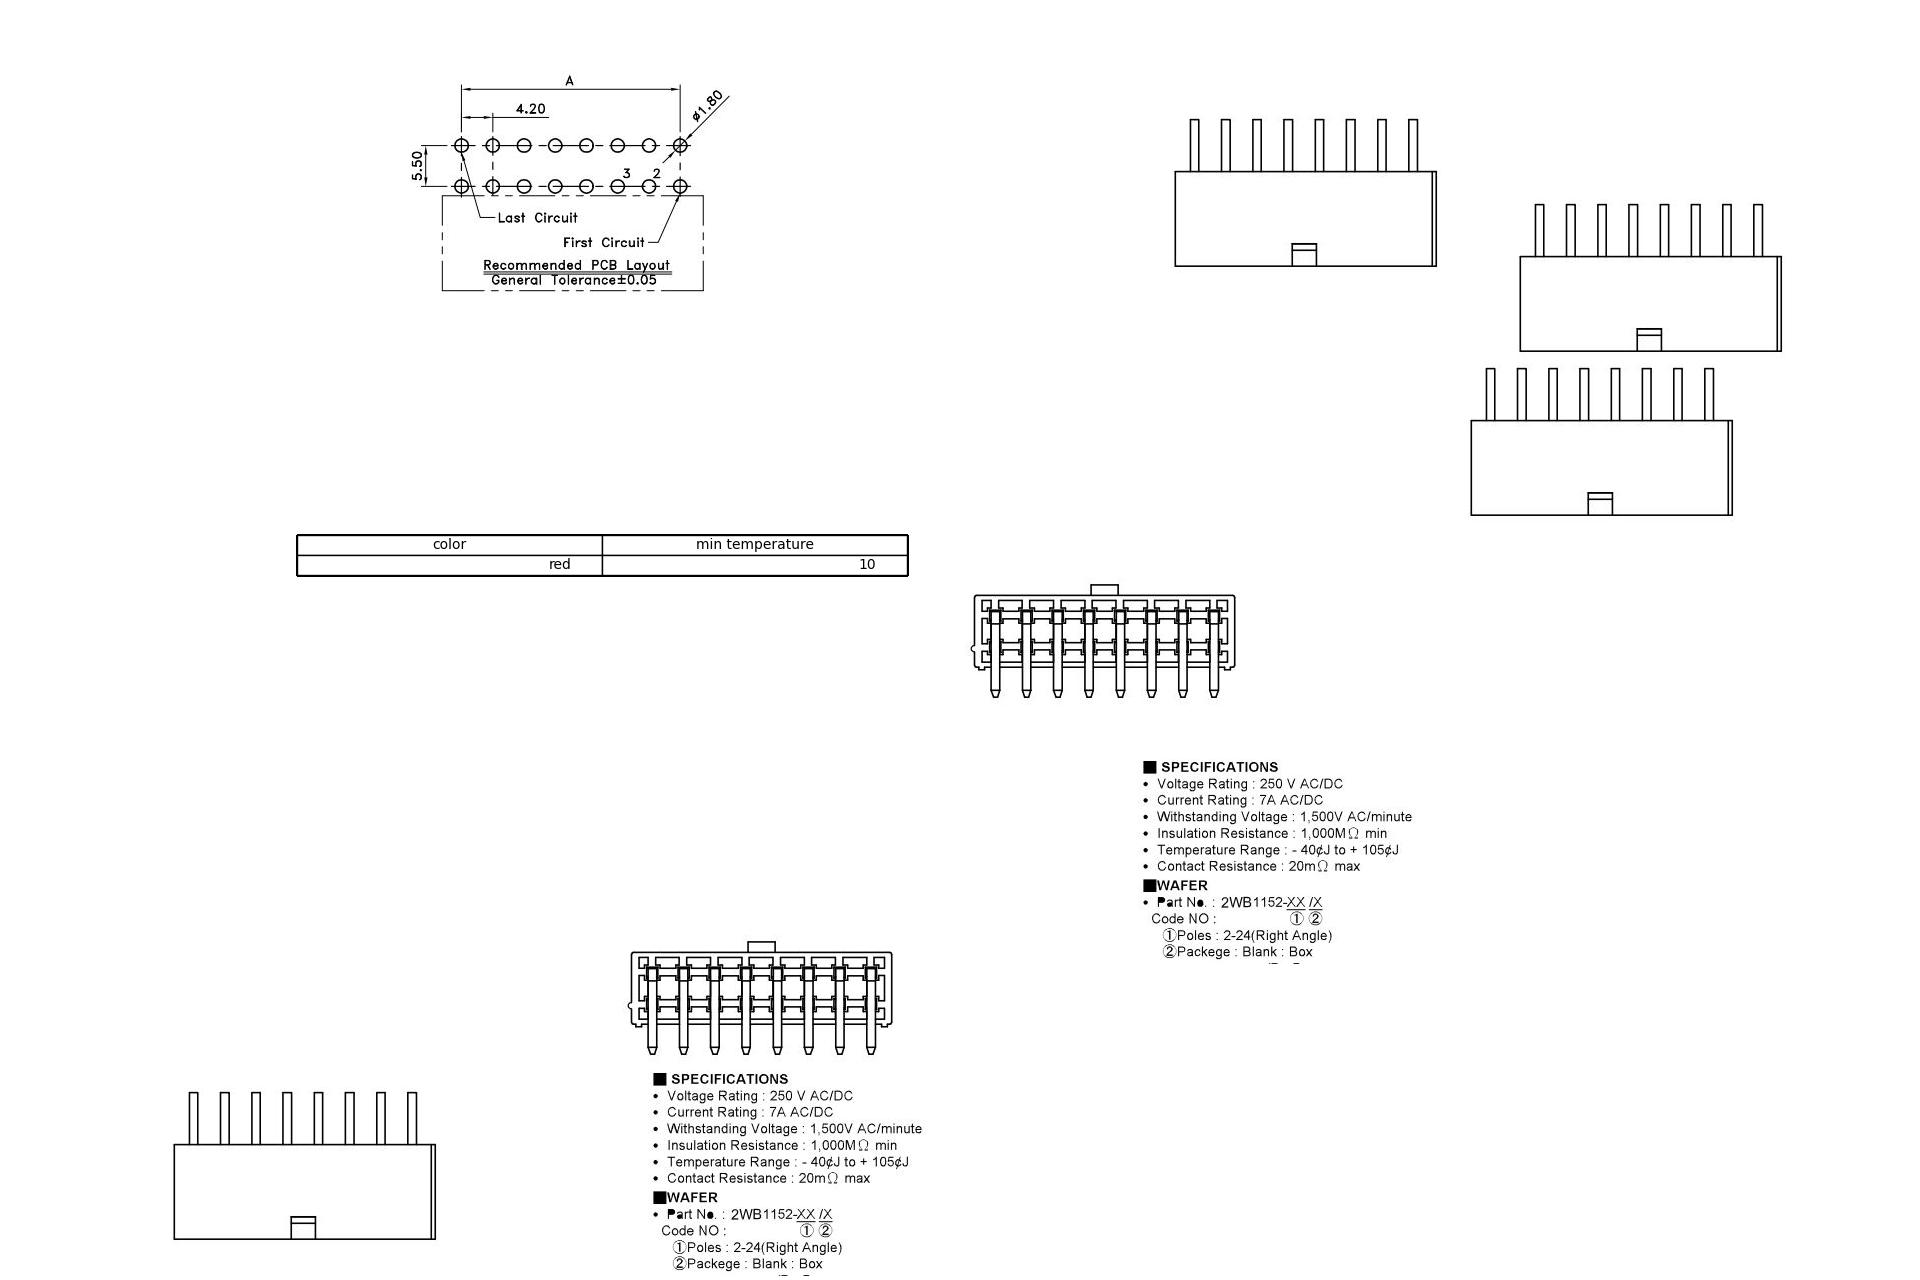 A
4.20
ø1.80
5.50
3 2
Last Circuit
First Circuit
Recommended PCB Layout
General Tolerance±0.05
color min temperature
red 10
■ SPECIFICATIONS
• Voltage Rating : 250 V AC/DC
• Current Rating : 7A AC/DC
• Withstanding Voltage : 1,500V AC/minute
• Insulation Resistance : 1,000MΩ min
• Temperature Range : - 40¢J to + 105¢J
• Contact Resistance : 20mΩ max
■WAFER
• Part No. : 2WB1152-XX /X
Code NO : ① ②
①Poles : 2-24(Right Angle)
②Packege : Blank : Box
■ SPECIFICATIONS
• Voltage Rating : 250 V AC/DC
• Current Rating : 7A AC/DC
• Withstanding Voltage : 1,500V AC/minute
• Insulation Resistance : 1,000MΩ min
• Temperature Range : - 40¢J to + 105¢J
• Contact Resistance : 20mΩ max
■WAFER
• Part No. : 2WB1152-XX /X
Code NO : ① ②
①Poles : 2-24(Right Angle)
②Packege : Blank : Box